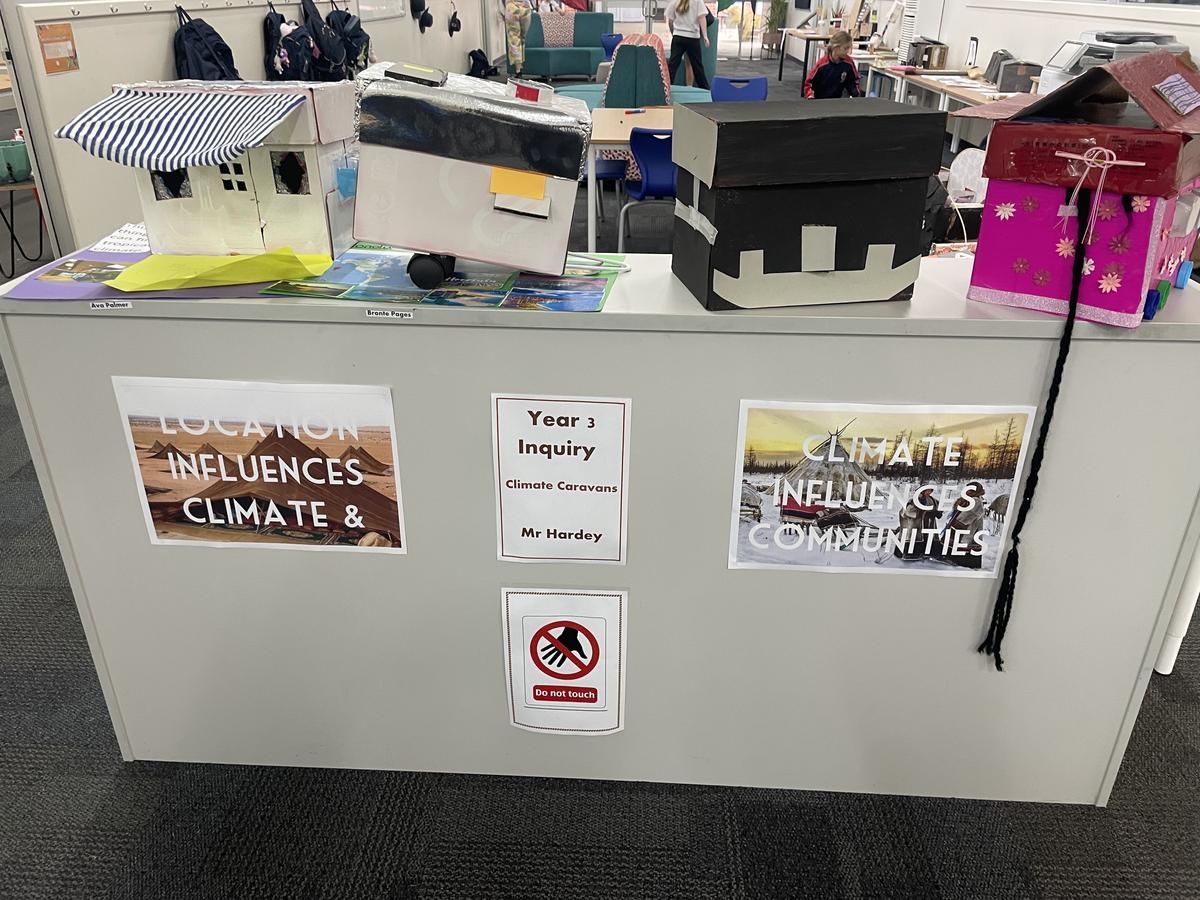 Ava Palmer
Bronte Pages
LOCATION
INFLUENCES
CLIMATE &
Year 3
Inquiry
Climate Caravans
Mr Hardey
CLIMATE
INFLUENCES
COMMUNITIES
Do not touch